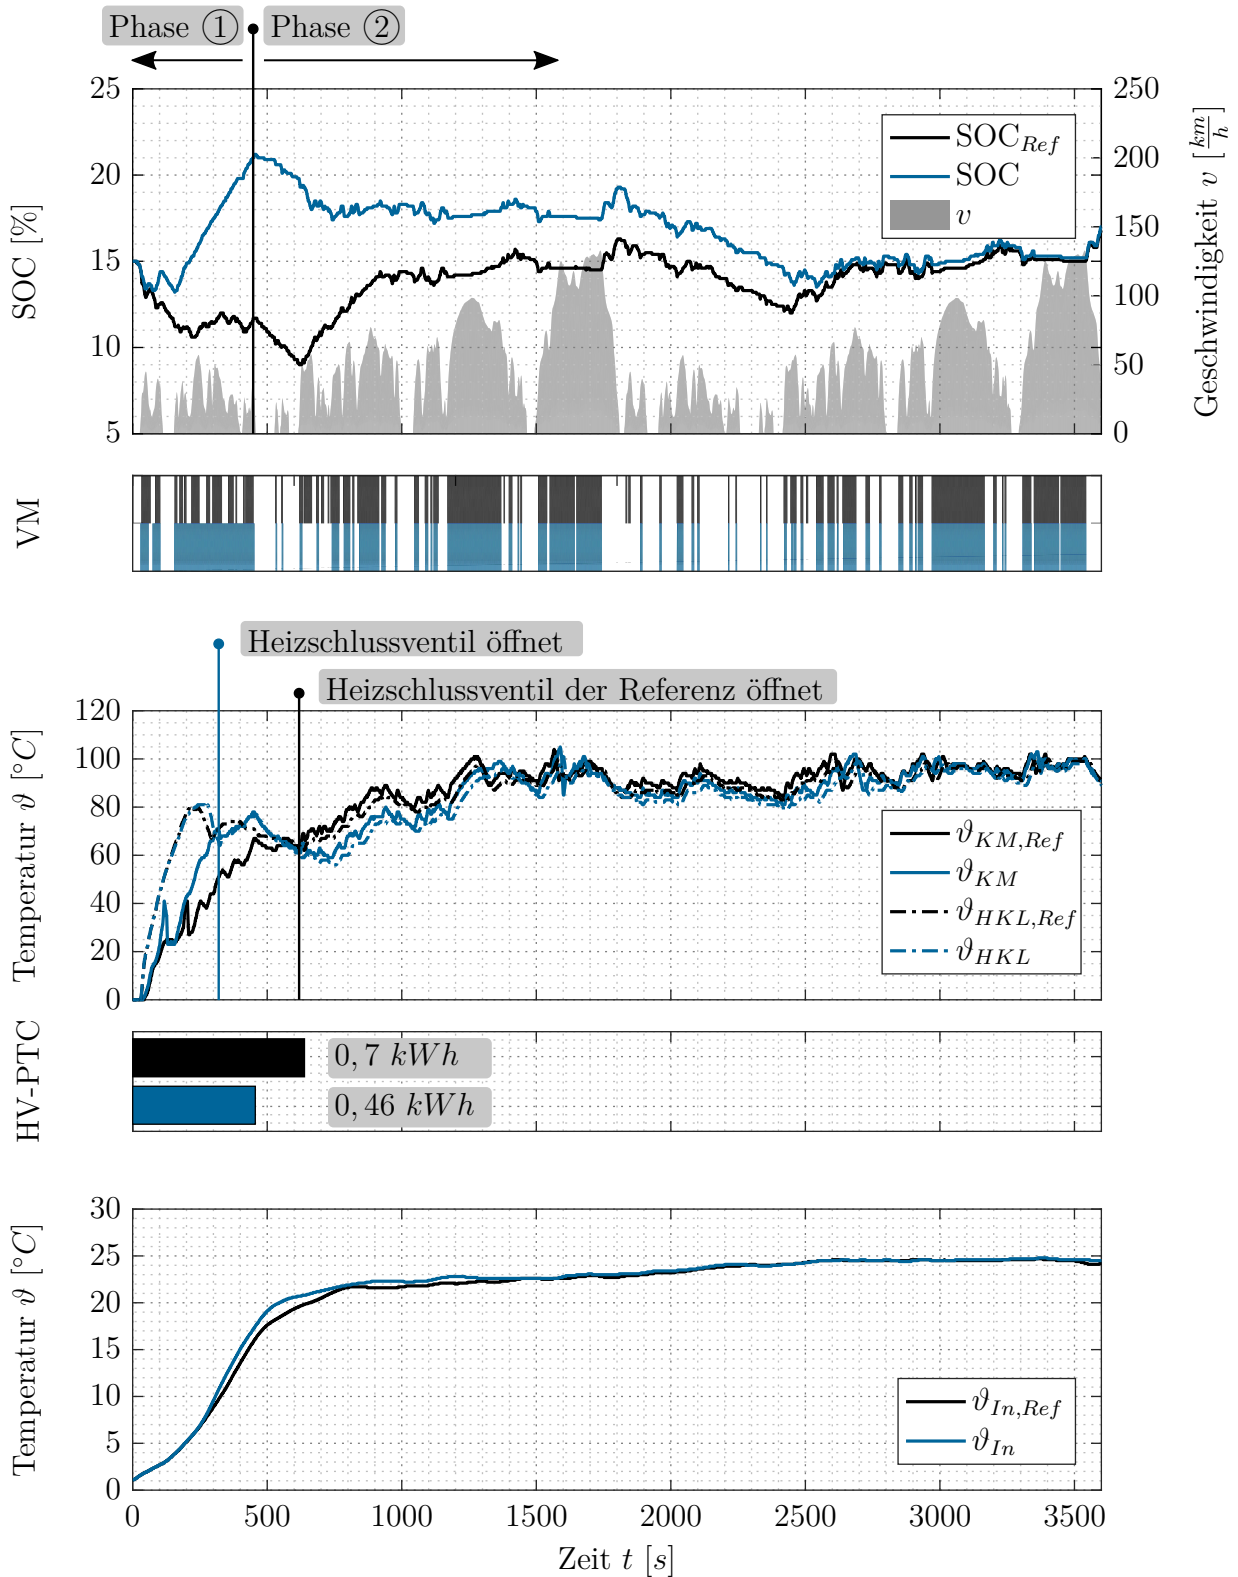 Phase ① Phase ②
25 250
20 200
15 150
10 100
5 50
0
SOC [%]
Geschwindigkeit v [km/h]
SOC_Ref
SOC
v
VM
Heizschlussventil öffnet
Heizschlussventil der Referenz öffnet
120
100
80
60
40
20
0
Temperatur ϑ [°C]
ϑ_KM,Ref
ϑ_KM
ϑ_HKL,Ref
ϑ_HKL
HV-PTC
0,7 kWh
0,46 kWh
30
25
20
15
10
5
0
Temperatur ϑ [°C]
ϑ_In,Ref
ϑ_In
0 500 1000 1500 2000 2500 3000 3500
Zeit t [s]